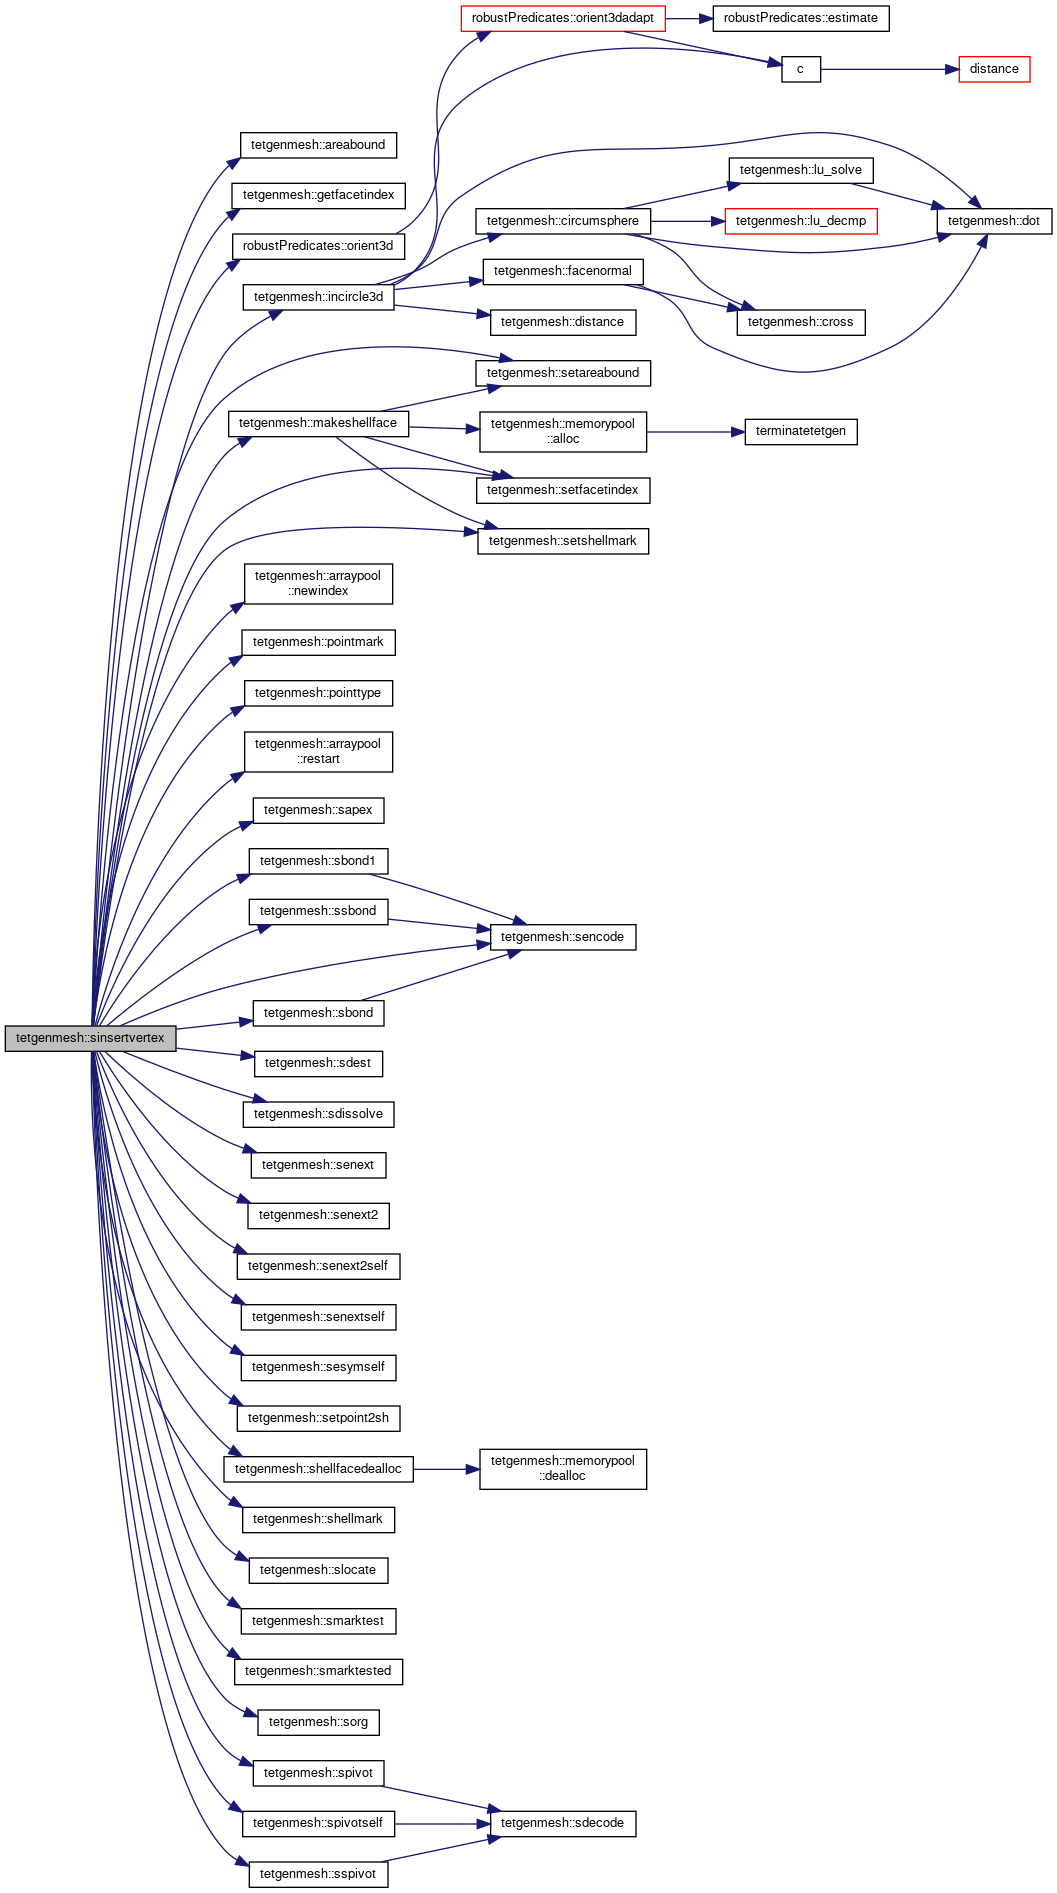 robustPredicates::orient3dadapt
robustPredicates::estimate
c
distance
tetgenmesh::areabound
tetgenmesh::lu_solve
tetgenmesh::getfacetindex
tetgenmesh::circumsphere
tetgenmesh::lu_decmp
tetgenmesh::dot
robustPredicates::orient3d
tetgenmesh::facenormal
tetgenmesh::incircle3d
tetgenmesh::distance
tetgenmesh::cross
tetgenmesh::setareabound
tetgenmesh::makeshellface
tetgenmesh::memorypool
::alloc
terminatetetgen
tetgenmesh::setfacetindex
tetgenmesh::setshellmark
tetgenmesh::arraypool
::newindex
tetgenmesh::pointmark
tetgenmesh::pointtype
tetgenmesh::arraypool
::restart
tetgenmesh::sapex
tetgenmesh::sbond1
tetgenmesh::ssbond
tetgenmesh::sencode
tetgenmesh::sbond
tetgenmesh::sinsertvertex
tetgenmesh::sdest
tetgenmesh::sdissolve
tetgenmesh::senext
tetgenmesh::senext2
tetgenmesh::senext2self
tetgenmesh::senextself
tetgenmesh::sesymself
tetgenmesh::setpoint2sh
tetgenmesh::shellfacedealloc
tetgenmesh::memorypool
::dealloc
tetgenmesh::shellmark
tetgenmesh::slocate
tetgenmesh::smarktest
tetgenmesh::smarktested
tetgenmesh::sorg
tetgenmesh::spivot
tetgenmesh::spivotself
tetgenmesh::sdecode
tetgenmesh::sspivot